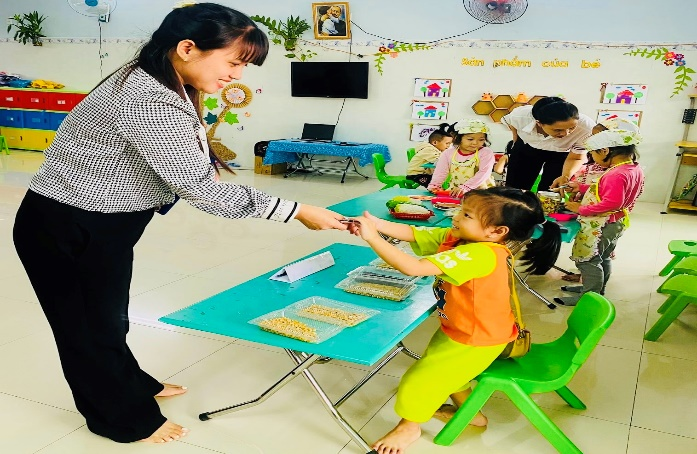 Sản phẩm của bé